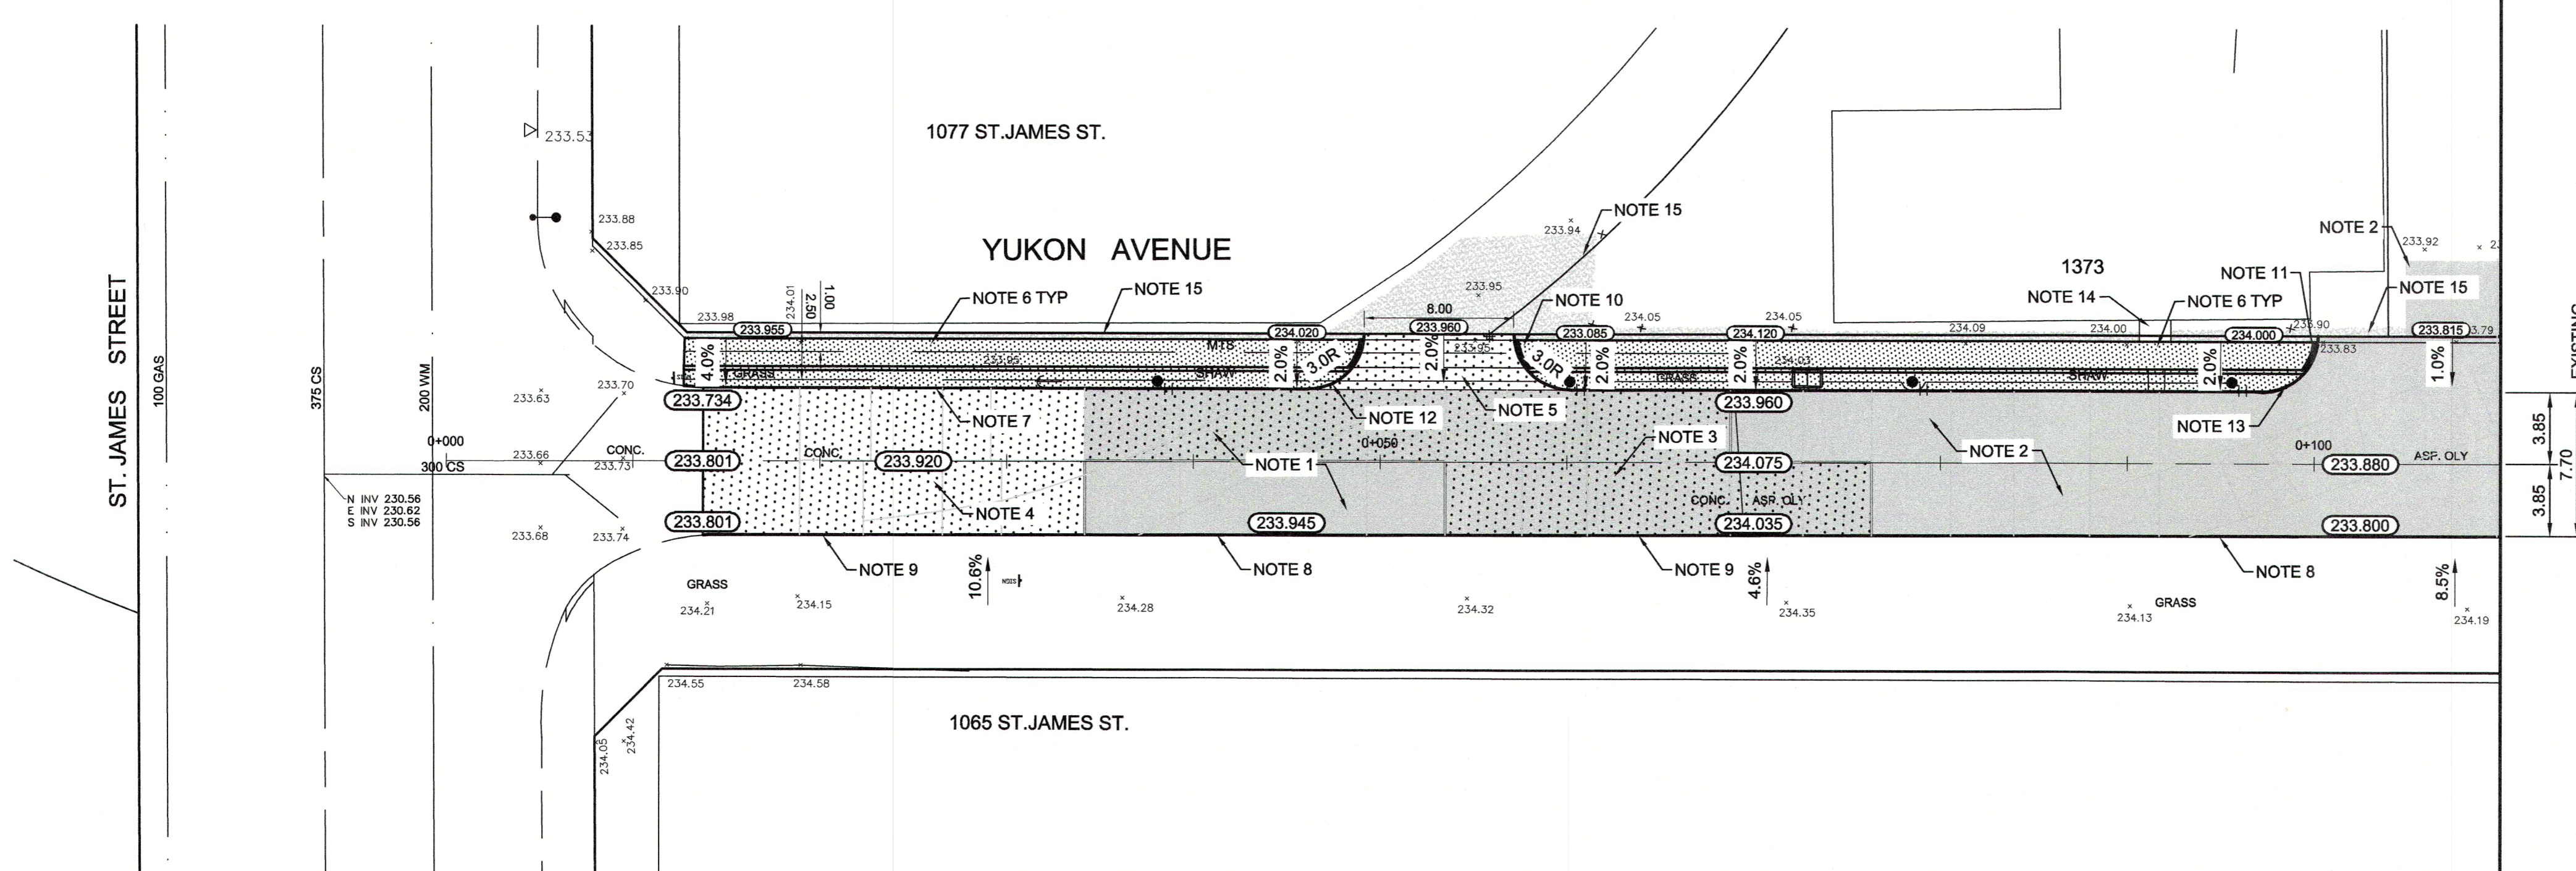 1077 ST.JAMES ST.
233.53
YUKON AVENUE
233.88
233.85
233.90
233.98
NOTE 6 TYP
NOTE 15
234.01
2.50
1.00
233.955
234.020
8.00
233.960
233.95
233.94
NOTE 15
NOTE 10
233.085
234.05
234.120
234.05
1373
NOTE 14
NOTE 11
NOTE 6 TYP
NOTE 2
233.92
NOTE 15
234.09
234.00
234.000
233.90
233.83
233.815
3.79
ST. JAMES STREET
100 GAS
375 CS
200 WM
4.0%
GRASS
233.95
MTS
SHAW
2.0%
3.0R
2.0%
233.95
3.0R
2.0%
GRASS
2.0%
234.03
SHAW
2.0%
1.0%
EXISTING
233.70
233.63
233.734
NOTE 7
NOTE 12
NOTE 5
233.960
NOTE 13
0+000
300 CS
233.66
CONC.
233.73
233.801
CONC.
233.920
NOTE 1
0+050
NOTE 3
234.075
NOTE 2
0+100
233.880
ASP. OLY
3.85
7.70
3.85
N INV 230.56
E INV 230.62
S INV 230.56
NOTE 4
CONC.
ASP. OLY
233.68
233.74
233.801
233.945
234.035
233.800
NOTE 9
10.6%
NOTE 8
NOTE 9
4.6%
NOTE 8
8.5%
GRASS
234.21
234.15
234.28
234.32
234.35
234.13
GRASS
234.19
234.55
234.58
234.05
234.42
1065 ST.JAMES ST.